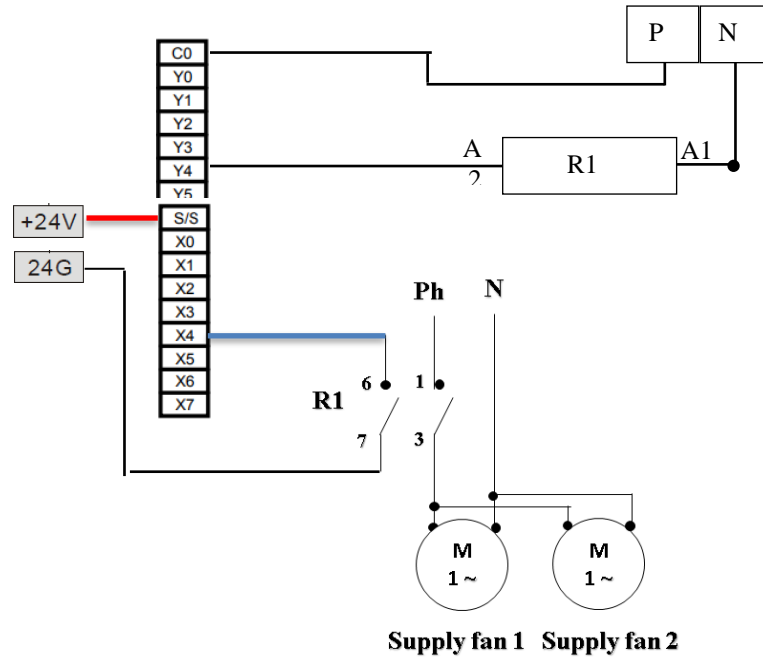 P N
C0
Y0
Y1
Y2
Y3
Y4
Y5
A
2
R1
A1
+24V
24G
S/S
X0
X1
X2
X3
X4
X5
X6
X7
Ph N
6 1
R1
7 3
M
1 ~
M
1 ~
Supply fan 1 Supply fan 2